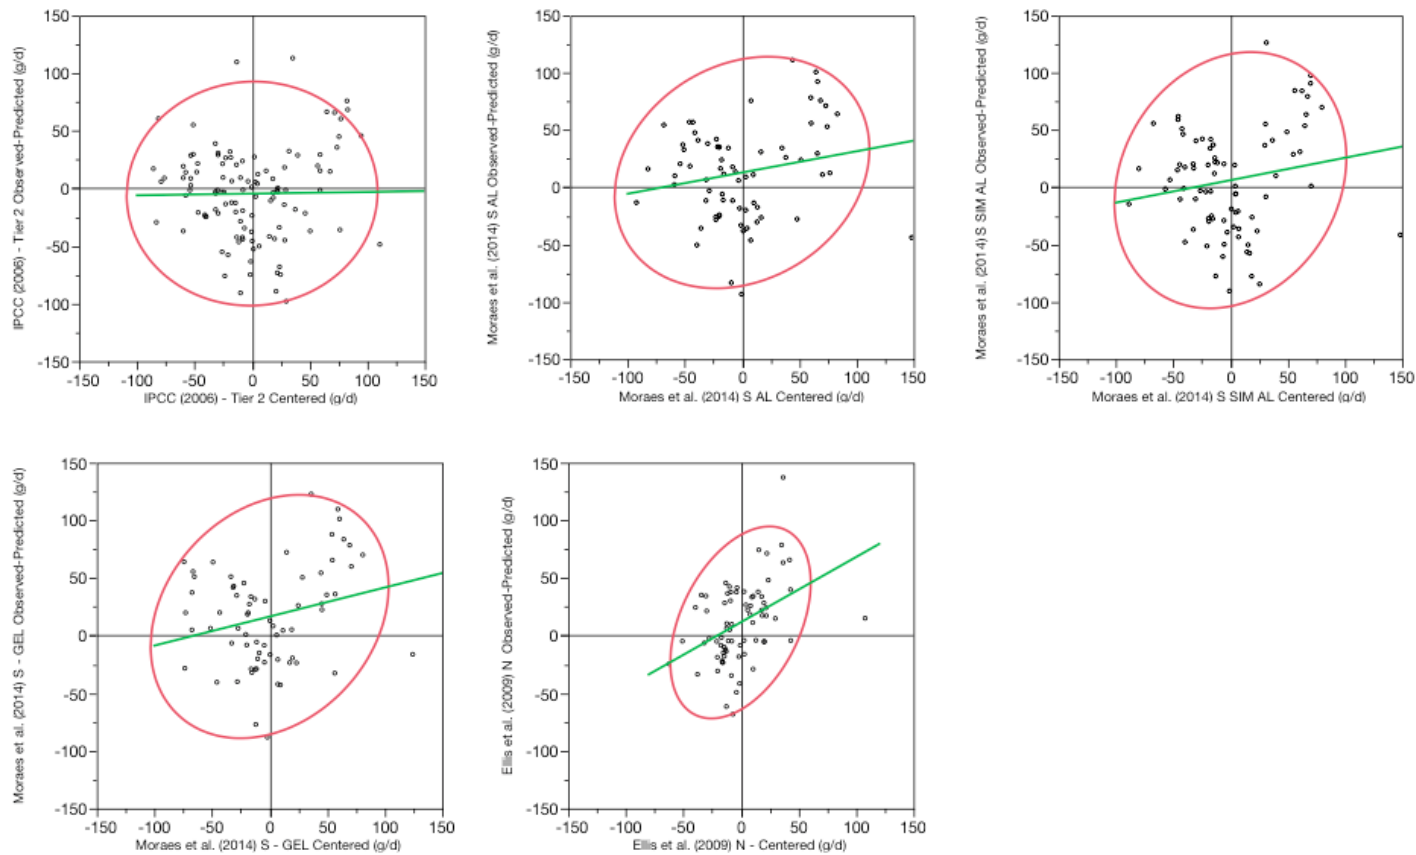 150
100
50
0
-50
-100
-150
IPCC (2006) - Tier 2 Observed-Predicted (g/d)
-150 -100 -50 0 50 100 150
IPCC (2006) - Tier 2 Centered (g/d)
150
100
50
0
-50
-100
-150
Moraes et al. (2014) S AL Observed-Predicted (g/d)
-150 -100 -50 0 50 100 150
Moraes et al. (2014) S AL Centered (g/d)
150
100
50
0
-50
-100
-150
Moraes et al. (2014) S SIM AL Observed-Predicted (g/d)
-150 -100 -50 0 50 100 150
Moraes et al. (2014) S SIM AL Centered (g/d)
150
100
50
0
-50
-100
-150
Moraes et al. (2014) S - GEL Observed-Predicted (g/d)
-150 -100 -50 0 50 100 150
Moraes et al. (2014) S - GEL Centered (g/d)
150
100
50
0
-50
-100
-150
Ellis et al. (2009) N Observed-Predicted (g/d)
-150 -100 -50 0 50 100 150
Ellis et al. (2009) N - Centered (g/d)